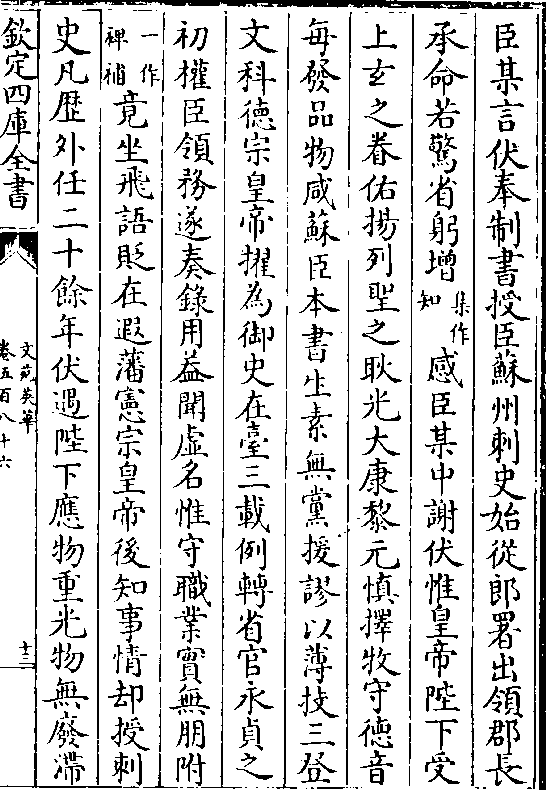 臣某言伏奉制書授臣蘇州刺史始從郎署出領郡長
承命若驚省躬增集作知感臣某中謝伏惟皇帝陛下受
上玄之眷佑揚列聖之耿光大康黎元慎擇牧守德音
每發品物咸蘇臣本書生素無黨援謬以薄技三登
文科德宗皇帝擢為御史在臺三載例轉省官永貞之
初權臣領務遂奏錄用益聞虛名惟守職業實無朋附
一作裨補竟坐飛語貶在遐藩憲宗皇帝後知事情却授刺
史凡歷外任二十餘年伏遇陛下應物重光物無廢滯
欽定四庫全書
文苑英華
卷五百八十六
十三